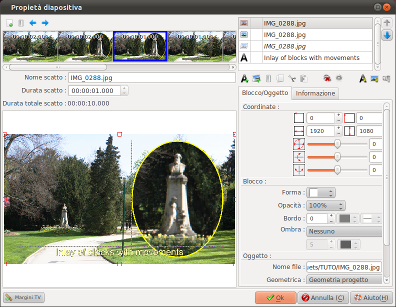 Propietà diapositiva
IMG_0288.jpg
IMG_0288.jpg
IMG_0288.jpg
Inlay of blocks with movements
Nome scatto : IMG_0288.jpg
Durata scatto : 00:00:01.000
Durata totale scatto : 00:00:10.000
Blocco/Oggetto Informazione
Coordinate :
0 0
1920 1080
0
0
0
Blocco :
Forma :
Opacità : 100%
Bordo : 0
Ombra : Nessuno
5
Oggetto :
Nome file : ets/TUTO/IMG_0288.jpg
Geometrica : Geometria progetto
Inlay of blocks with movements
Margini TV
Ok Annulla (C) Aiuto(H)